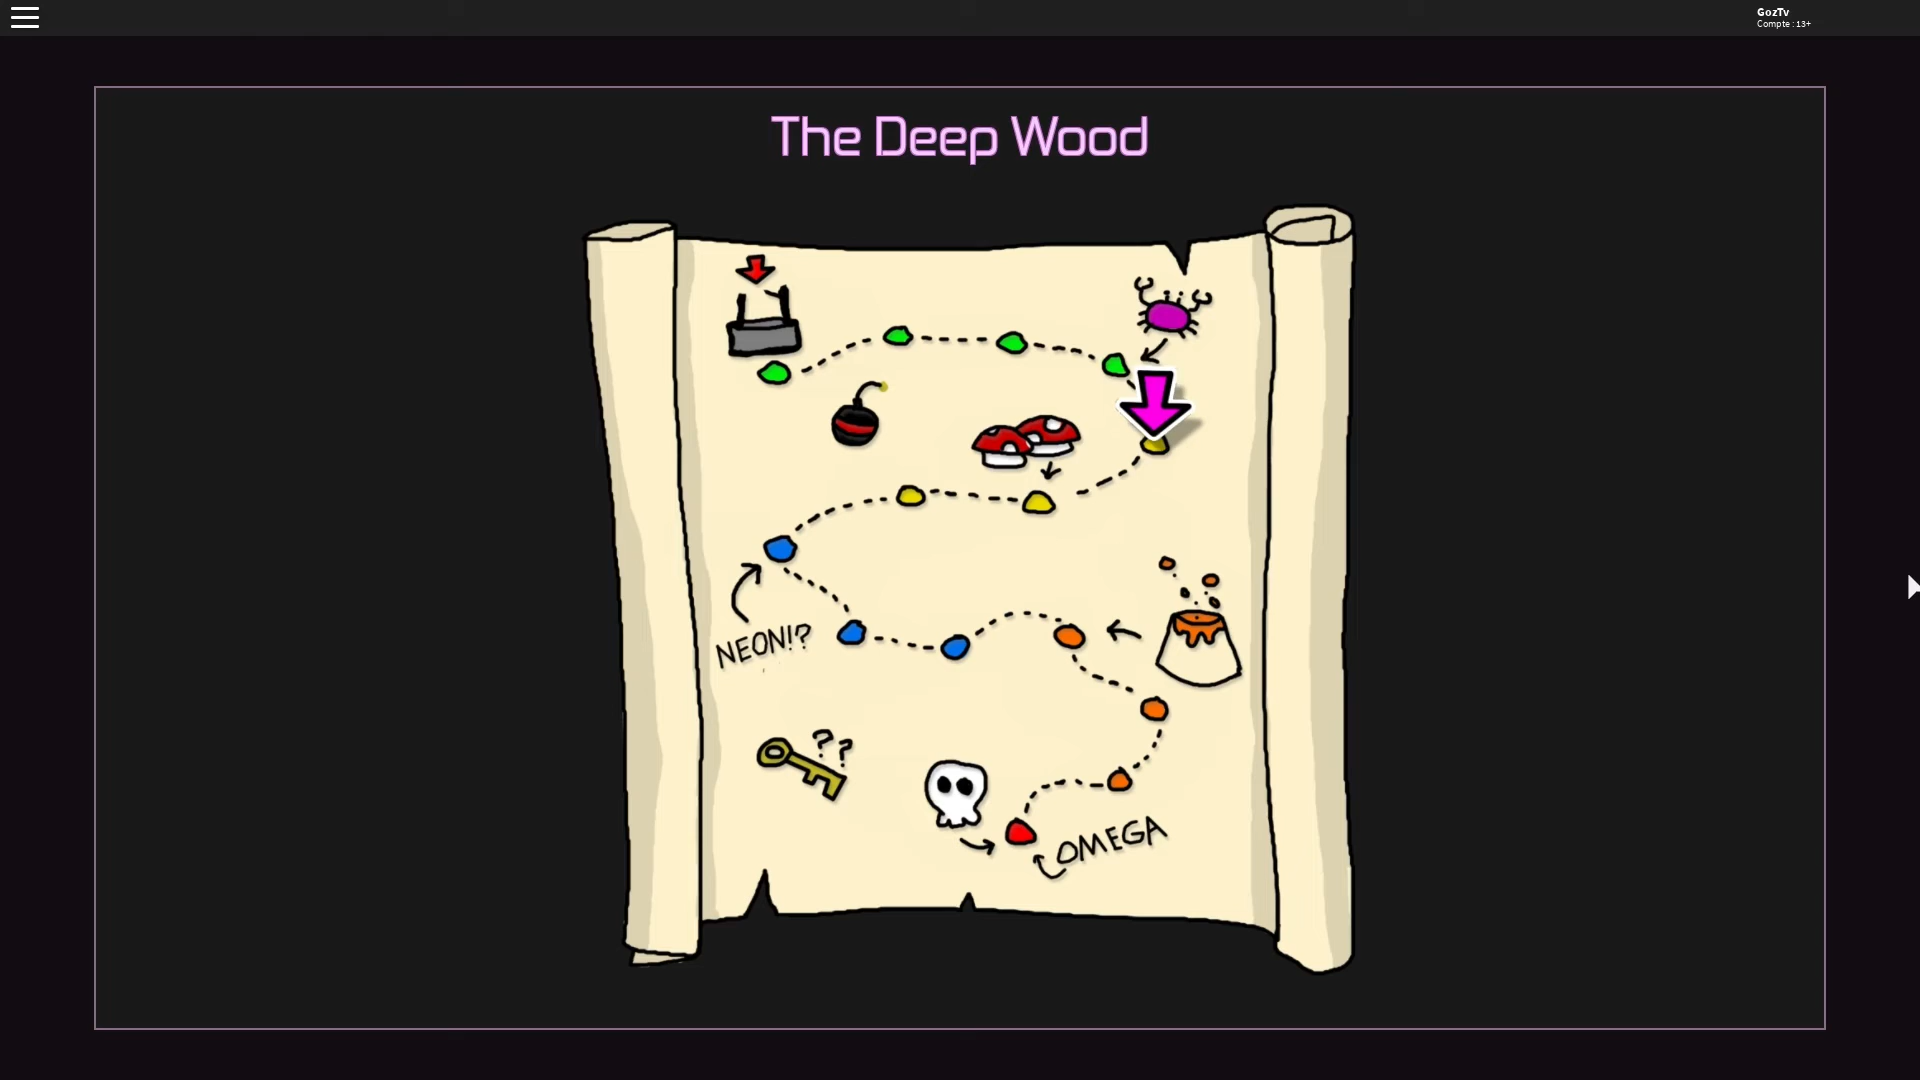 GozTv
Compte : 13+
The Deep Wood
NEON!?
??
OMEGA